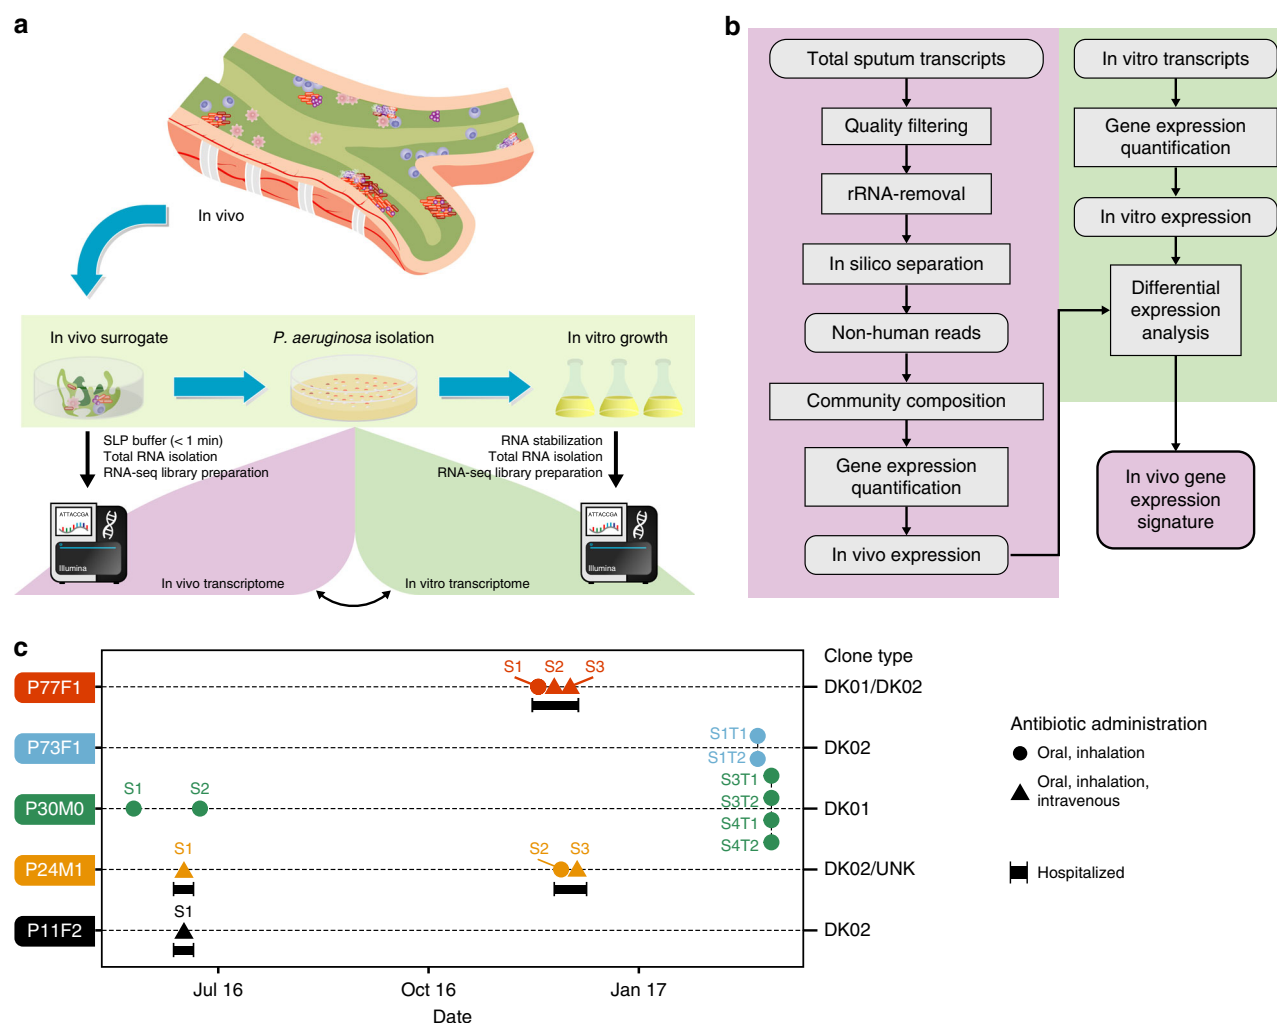 a
In vivo
In vivo surrogate
P. aeruginosa isolation
In vitro growth
SLP buffer (< 1 min)
Total RNA isolation
RNA-seq library preparation
RNA stabilization
Total RNA isolation
RNA-seq library preparation
ATTACCGA
Illumina
ATTACCGA
Illumina
In vivo transcriptome
In vitro transcriptome
b
Total sputum transcripts
Quality filtering
rRNA-removal
In silico separation
Non-human reads
Community composition
Gene expression
quantification
In vivo expression
In vitro transcripts
Gene expression
quantification
In vitro expression
Differential
expression
analysis
In vivo gene
expression
signature
c
Clone type
P77F1
S1
S2
S3
DK01/DK02
P73F1
S1T1
S1T2
DK02
P30M0
S1
S2
S3T1
S3T2
S4T1
S4T2
DK01
P24M1
S1
S2
S3
DK02/UNK
P11F2
S1
DK02
Jul 16
Oct 16
Jan 17
Date
Antibiotic administration
Oral, inhalation
Oral, inhalation,
intravenous
Hospitalized